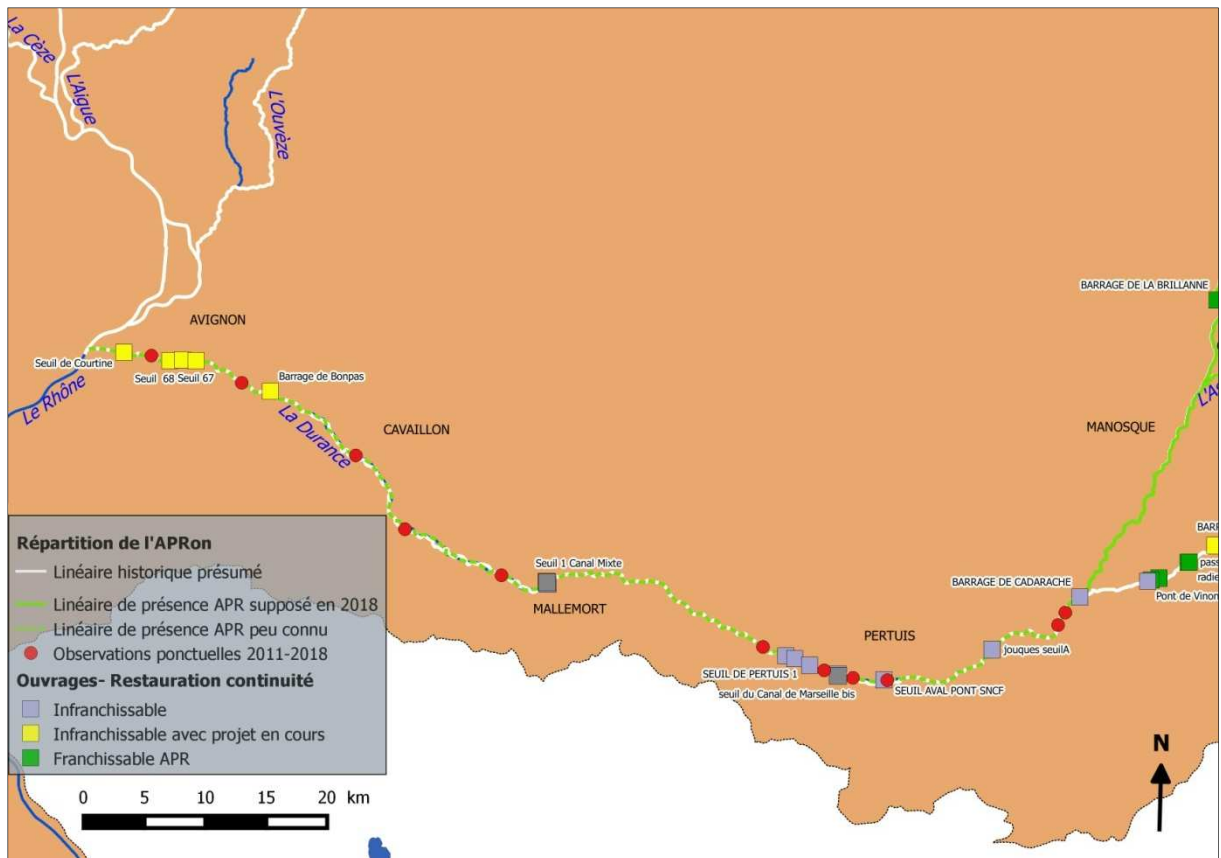 La Cèze
L'Aigue
L'Ouvèze
BARRAGE DE LA BRILLANNE
AVIGNON
Seuil de Courtine
Seuil 68
Seuil 67
Barrage de Bonpas
Le Rhône
La Durance
CAVAILLON
MANOSQUE
BARRAGE DE CADARACHE
Pont de Vinon
Seuil 1 Canal Mixte
MALLEMORT
PERTUIS
jouques seuilA
SEUIL DE PERTUIS 1
SEUIL AVAL PONT SNCF
seuil du Canal de Marseille bis
Répartition de l'APRon
Linéaire historique présumé
Linéaire de présence APR supposé en 2018
Linéaire de présence APR peu connu
Observations ponctuelles 2011-2018
Ouvrages- Restauration continuité
Infranchissable
Infranchissable avec projet en cours
Franchissable APR
0 5 10 15 20 km
N